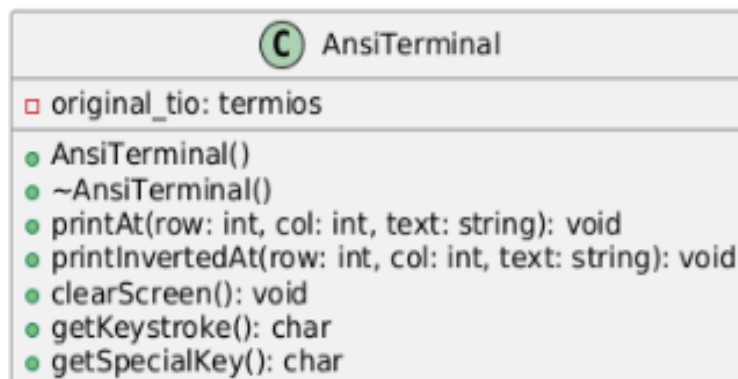 C AnsiTerminal
original_tio: termios
AnsiTerminal()
~AnsiTerminal()
printAt(row: int, col: int, text: string): void
printInvertedAt(row: int, col: int, text: string): void
clearScreen(): void
getKeystroke(): char
getSpecialKey(): char